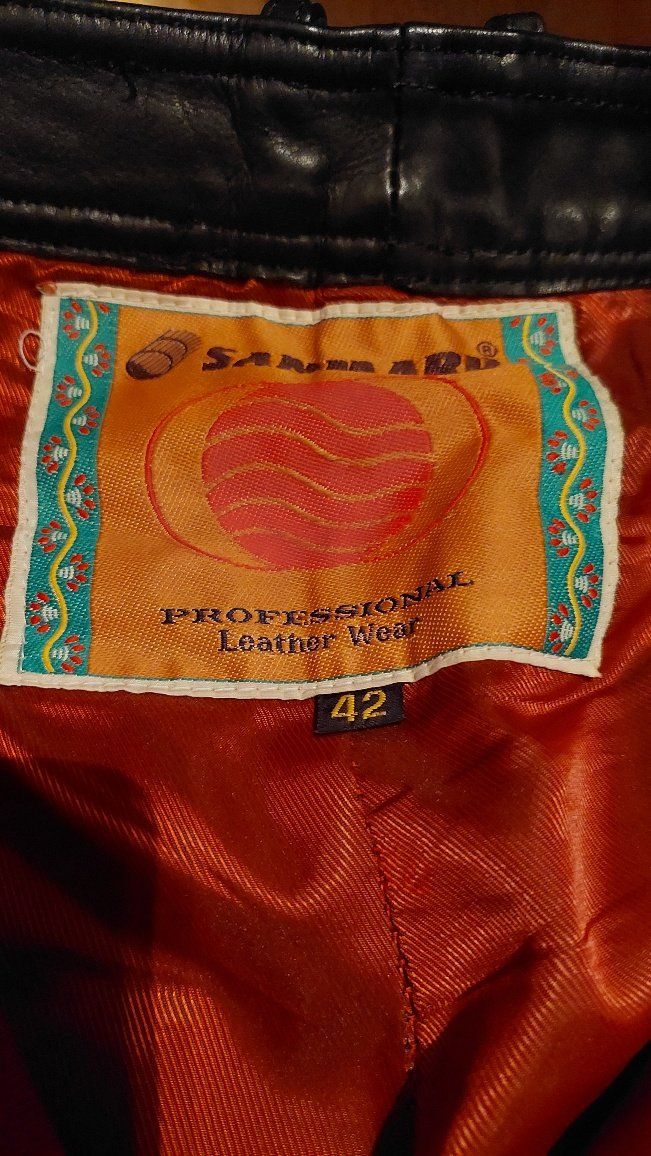 ®
PROFESSIONAL
Leather Wear
42